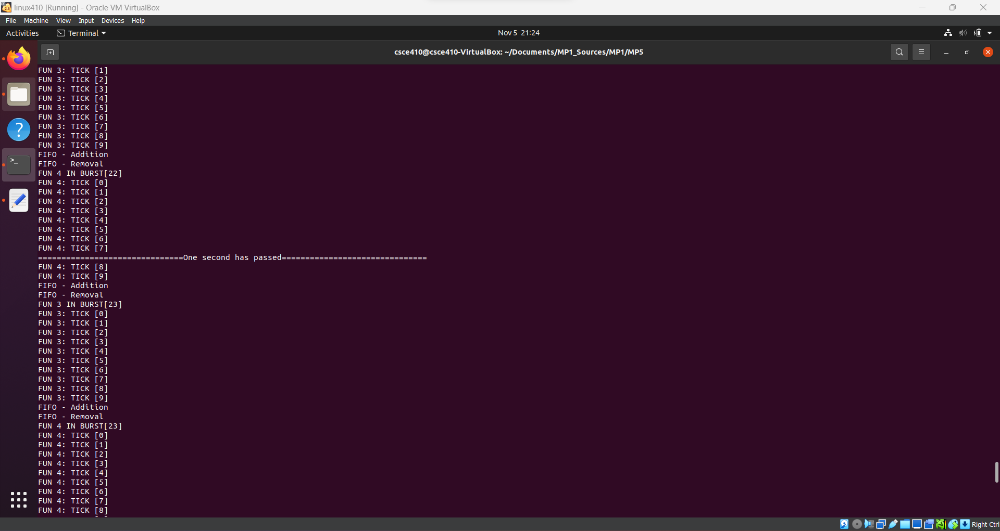 linux410 [Running] - Oracle VM VirtualBox
File Machine View Input Devices Help
Activities Terminal Nov 5 21:24
csce410@csce410-VirtualBox: ~/Documents/MP1_Sources/MP1/MP5
FUN 3: TICK [1]
FUN 3: TICK [2]
FUN 3: TICK [3]
FUN 3: TICK [4]
FUN 3: TICK [5]
FUN 3: TICK [6]
FUN 3: TICK [7]
FUN 3: TICK [8]
FUN 3: TICK [9]
FIFO - Addition
FIFO - Removal
FUN 4 IN BURST[22]
FUN 4: TICK [0]
FUN 4: TICK [1]
FUN 4: TICK [2]
FUN 4: TICK [3]
FUN 4: TICK [4]
FUN 4: TICK [5]
FUN 4: TICK [6]
FUN 4: TICK [7]
===============================One second has passed===============================
FUN 4: TICK [8]
FUN 4: TICK [9]
FIFO - Addition
FIFO - Removal
FUN 3 IN BURST[23]
FUN 3: TICK [0]
FUN 3: TICK [1]
FUN 3: TICK [2]
FUN 3: TICK [3]
FUN 3: TICK [4]
FUN 3: TICK [5]
FUN 3: TICK [6]
FUN 3: TICK [7]
FUN 3: TICK [8]
FUN 3: TICK [9]
FIFO - Addition
FIFO - Removal
FUN 4 IN BURST[23]
FUN 4: TICK [0]
FUN 4: TICK [1]
FUN 4: TICK [2]
FUN 4: TICK [3]
FUN 4: TICK [4]
FUN 4: TICK [5]
FUN 4: TICK [6]
FUN 4: TICK [7]
FUN 4: TICK [8]
Right Ctrl